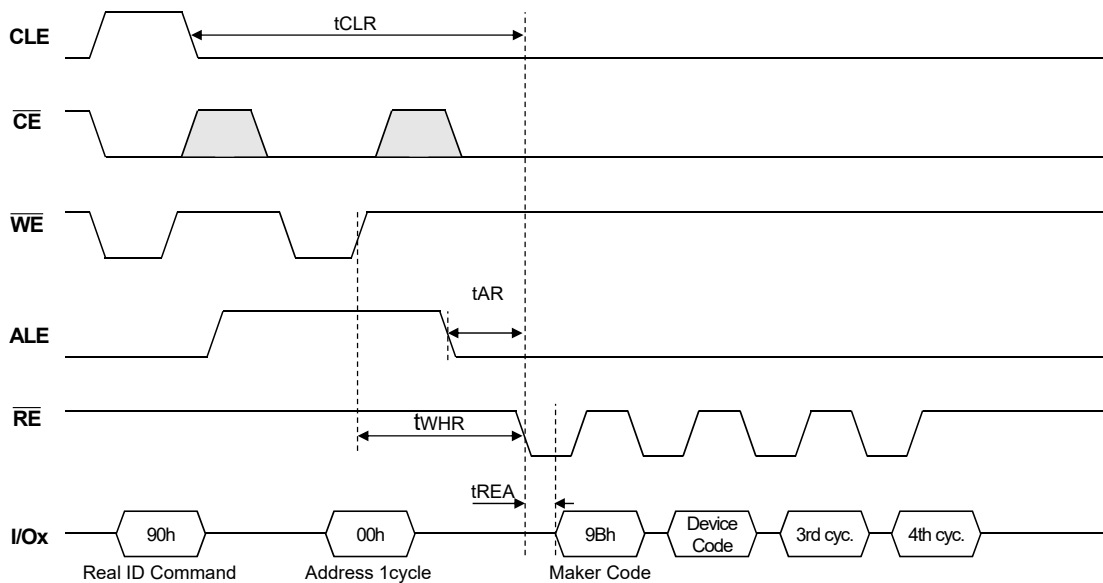 tCLR
CLE
CE
WE
tAR
ALE
RE
tWHR
tREA
I/Ox
90h
00h
9Bh
Device
Code
3rd cyc.
4th cyc.
Real ID Command
Address 1cycle
Maker Code